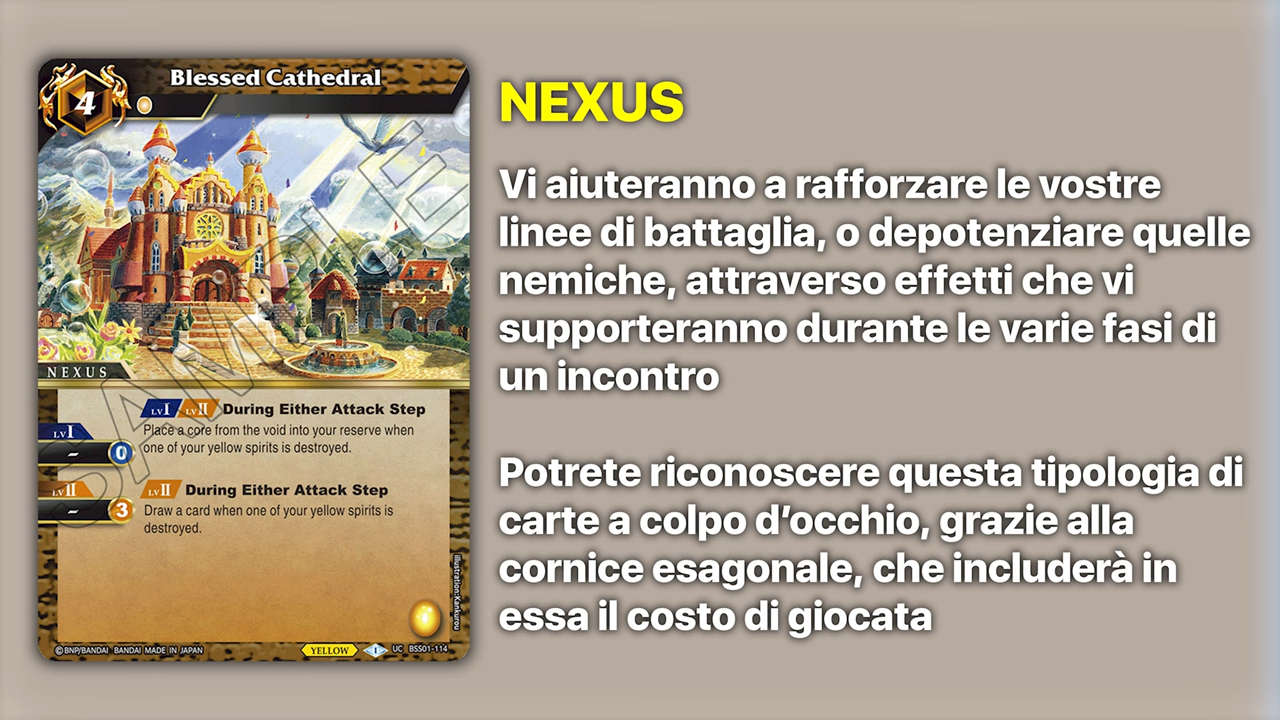 Blessed Cathedral
4
NEXUS
LV I LV II During Either Attack Step
Place a core from the void into your reserve when
one of your yellow spirits is destroyed.
LV I
- 0
LV II During Either Attack Step
Draw a card when one of your yellow spirits is
destroyed.
LV II
- 3
Illustration:Kankurou
©BNP/BANDAI BANDAI MADE IN JAPAN YELLOW 1 UC BSS01-114
SAMPLE
NEXUS
Vi aiuteranno a rafforzare le vostre
linee di battaglia, o depotenziare quelle
nemiche, attraverso effetti che vi
supporteranno durante le varie fasi di
un incontro
Potrete riconoscere questa tipologia di
carte a colpo d’occhio, grazie alla
cornice esagonale, che includerà in
essa il costo di giocata